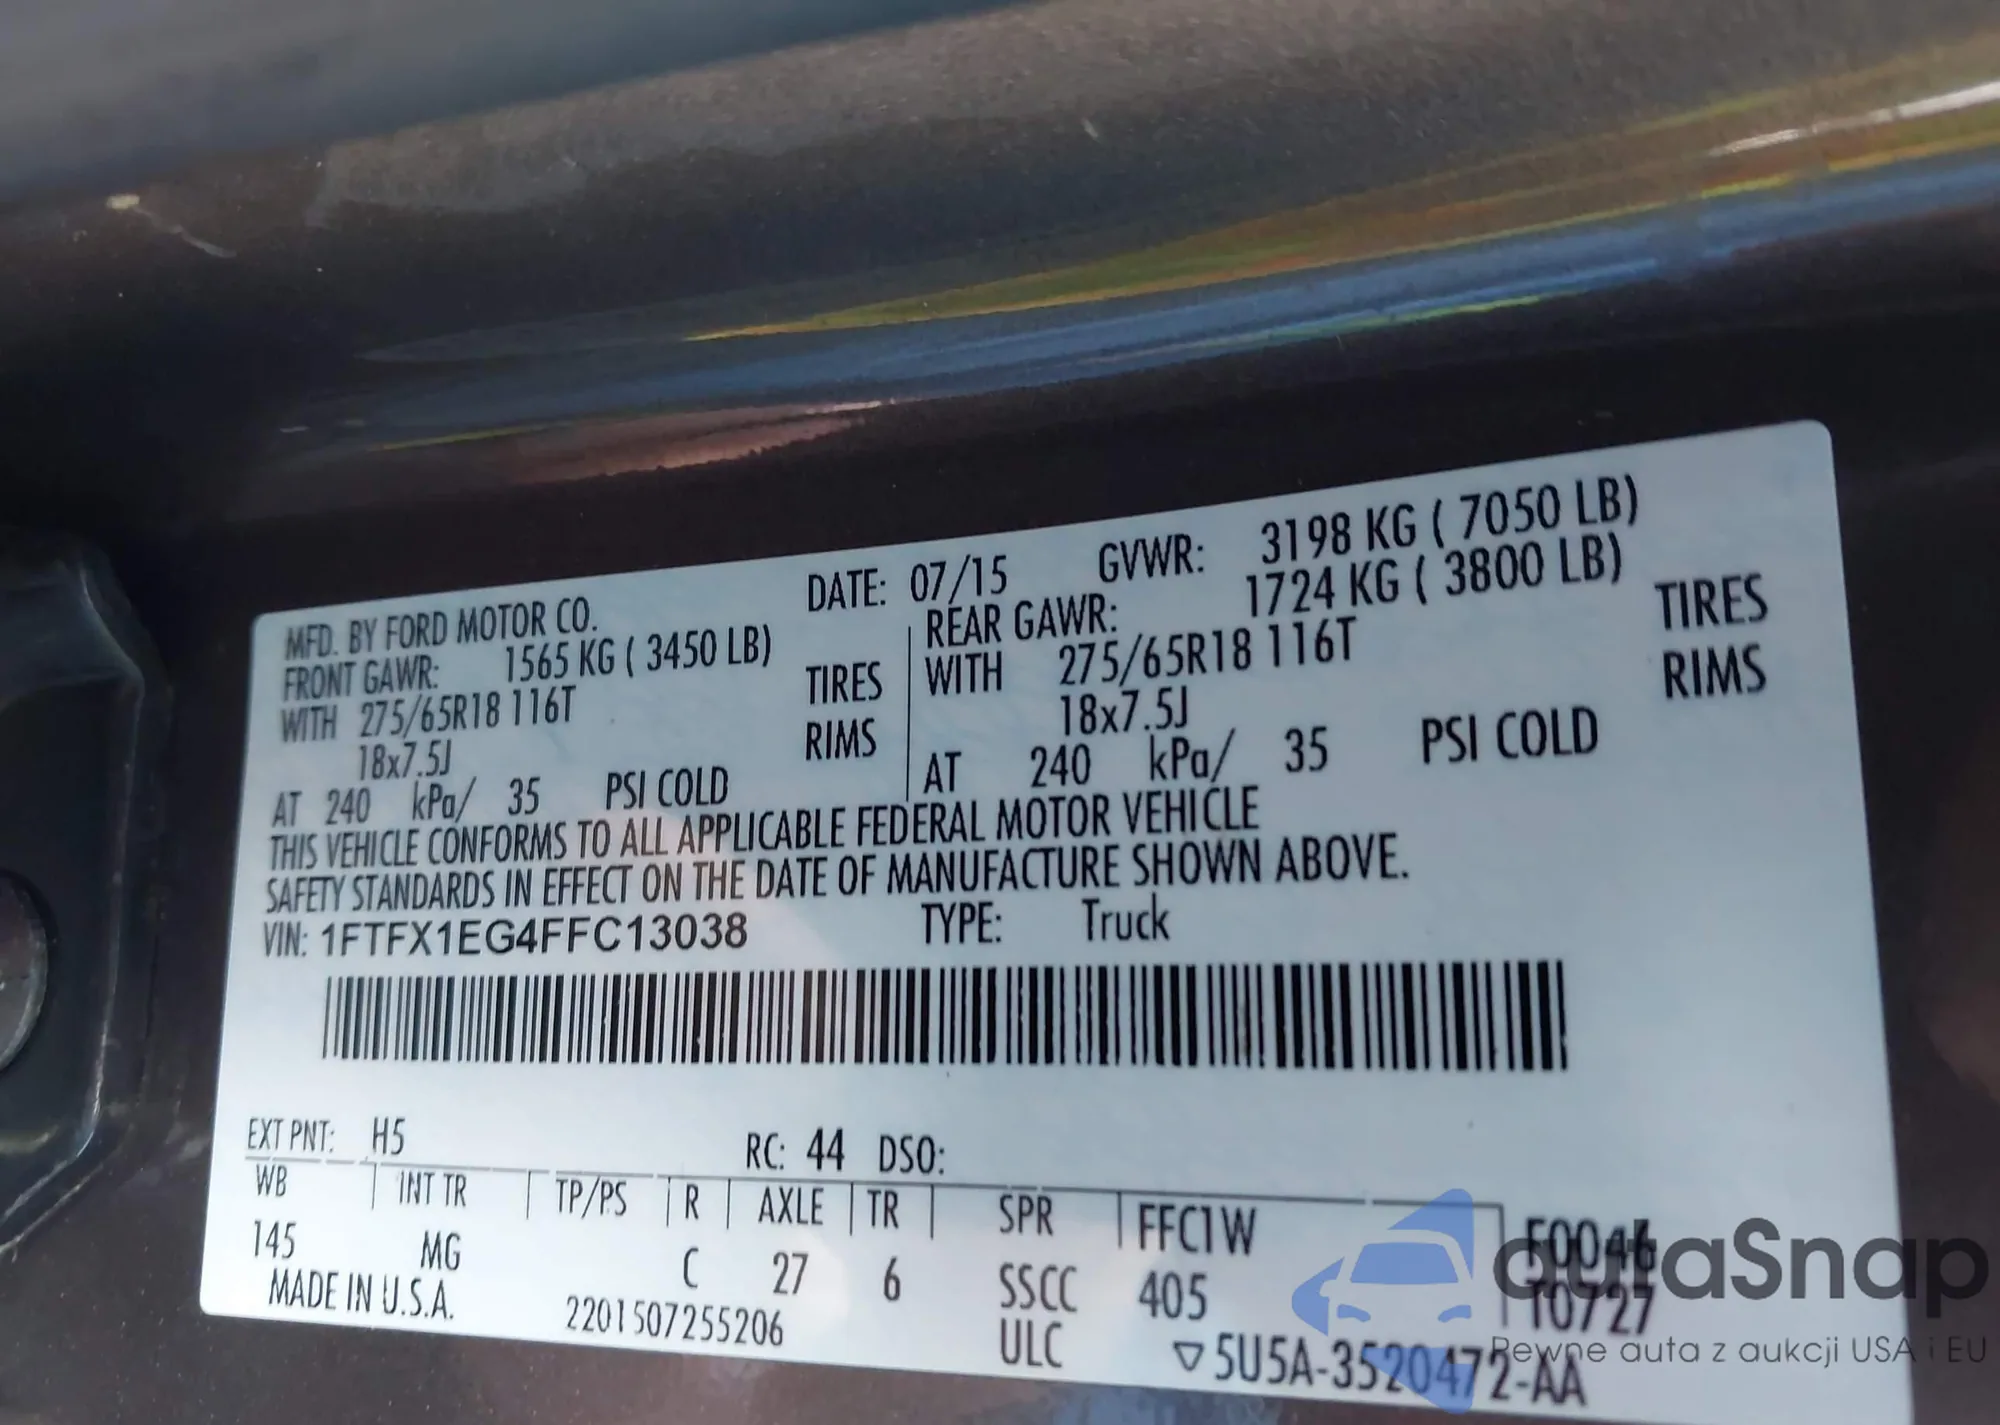 MFD. BY FORD MOTOR CO. DATE: 07/15 GVWR: 3198 KG ( 7050 LB)
FRONT GAWR: 1565 KG ( 3450 LB) REAR GAWR: 1724 KG ( 3800 LB)
WITH 275/65R18 116T TIRES WITH 275/65R18 116T TIRES
18x7.5J RIMS 18x7.5J RIMS
AT 240 kPa/ 35 PSI COLD AT 240 kPa/ 35 PSI COLD
THIS VEHICLE CONFORMS TO ALL APPLICABLE FEDERAL MOTOR VEHICLE
SAFETY STANDARDS IN EFFECT ON THE DATE OF MANUFACTURE SHOWN ABOVE.
VIN: 1FTFX1EG4FFC13038 TYPE: Truck
EXT PNT: H5 RC: 44 DSO:
WB INT TR TP/PS R AXLE TR SPR FFC1W F0046
145 MG C 27 6 SSCC 405 T0727
MADE IN U.S.A. 2201507255206 ULC ▽5U5A-3520472-AA
autaSnap
Pewne auta z aukcji USA i EU